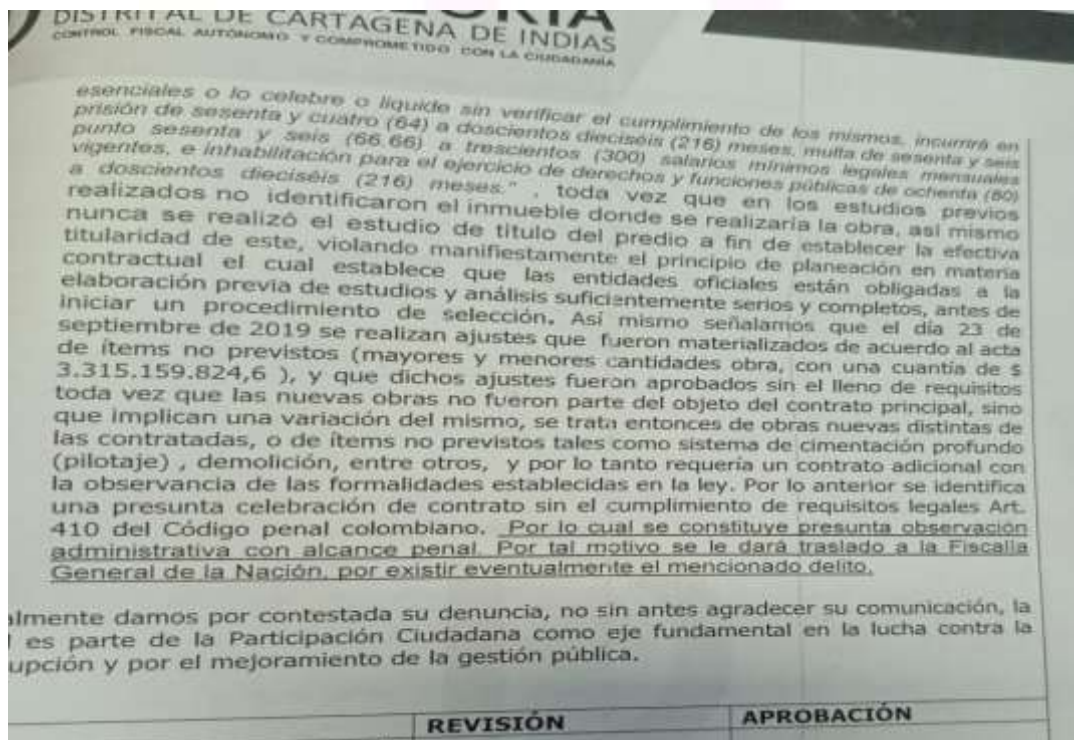 DISTRITAL DE CARTAGENA DE INDIAS
CONTROL FISCAL AUTÓNOMO Y COMPROMETIDO CON LA CIUDADANÍA
esenciales o lo celebre o liquide sin verificar el cumplimiento de los mismos, incurrirá en
prisión de sesenta y cuatro (64) a doscientos dieciséis (216) meses, multa de sesenta y seis
punto sesenta y seis (66.66) a trescientos (300) salarios mínimos legales mensuales
vigentes, e inhabilitación para el ejercicio de derechos y funciones públicas de ochenta (80)
a doscientos dieciséis (216) meses." , toda vez que en los estudios previos
realizados no identificaron el inmueble donde se realizaría la obra, así mismo
nunca se realizó el estudio de titulo del predio a fin de establecer la efectiva
titularidad de este, violando manifiestamente el principio de planeación en materia
contractual el cual establece que las entidades oficiales están obligadas a la
elaboración previa de estudios y análisis suficientemente serios y completos, antes de
iniciar un procedimiento de selección. Así mismo señalamos que el día 23 de
septiembre de 2019 se realizan ajustes que fueron materializados de acuerdo al acta
de ítems no previstos (mayores y menores cantidades obra, con una cuantía de $
3.315.159.824,6 ), y que dichos ajustes fueron aprobados sin el lleno de requisitos
toda vez que las nuevas obras no fueron parte del objeto del contrato principal, sino
que implican una variación del mismo, se trata entonces de obras nuevas distintas de
las contratadas, o de ítems no previstos tales como sistema de cimentación profundo
(pilotaje) , demolición, entre otros, y por lo tanto requería un contrato adicional con
la observancia de las formalidades establecidas en la ley. Por lo anterior se identifica
una presunta celebración de contrato sin el cumplimiento de requisitos legales Art.
410 del Código penal colombiano. Por lo cual se constituye presunta observación
administrativa con alcance penal. Por tal motivo se le dará traslado a la Fiscalía
General de la Nación, por existir eventualmente el mencionado delito.
almente damos por contestada su denuncia, no sin antes agradecer su comunicación, la
l es parte de la Participación Ciudadana como eje fundamental en la lucha contra la
upción y por el mejoramiento de la gestión pública.
REVISIÓN APROBACIÓN